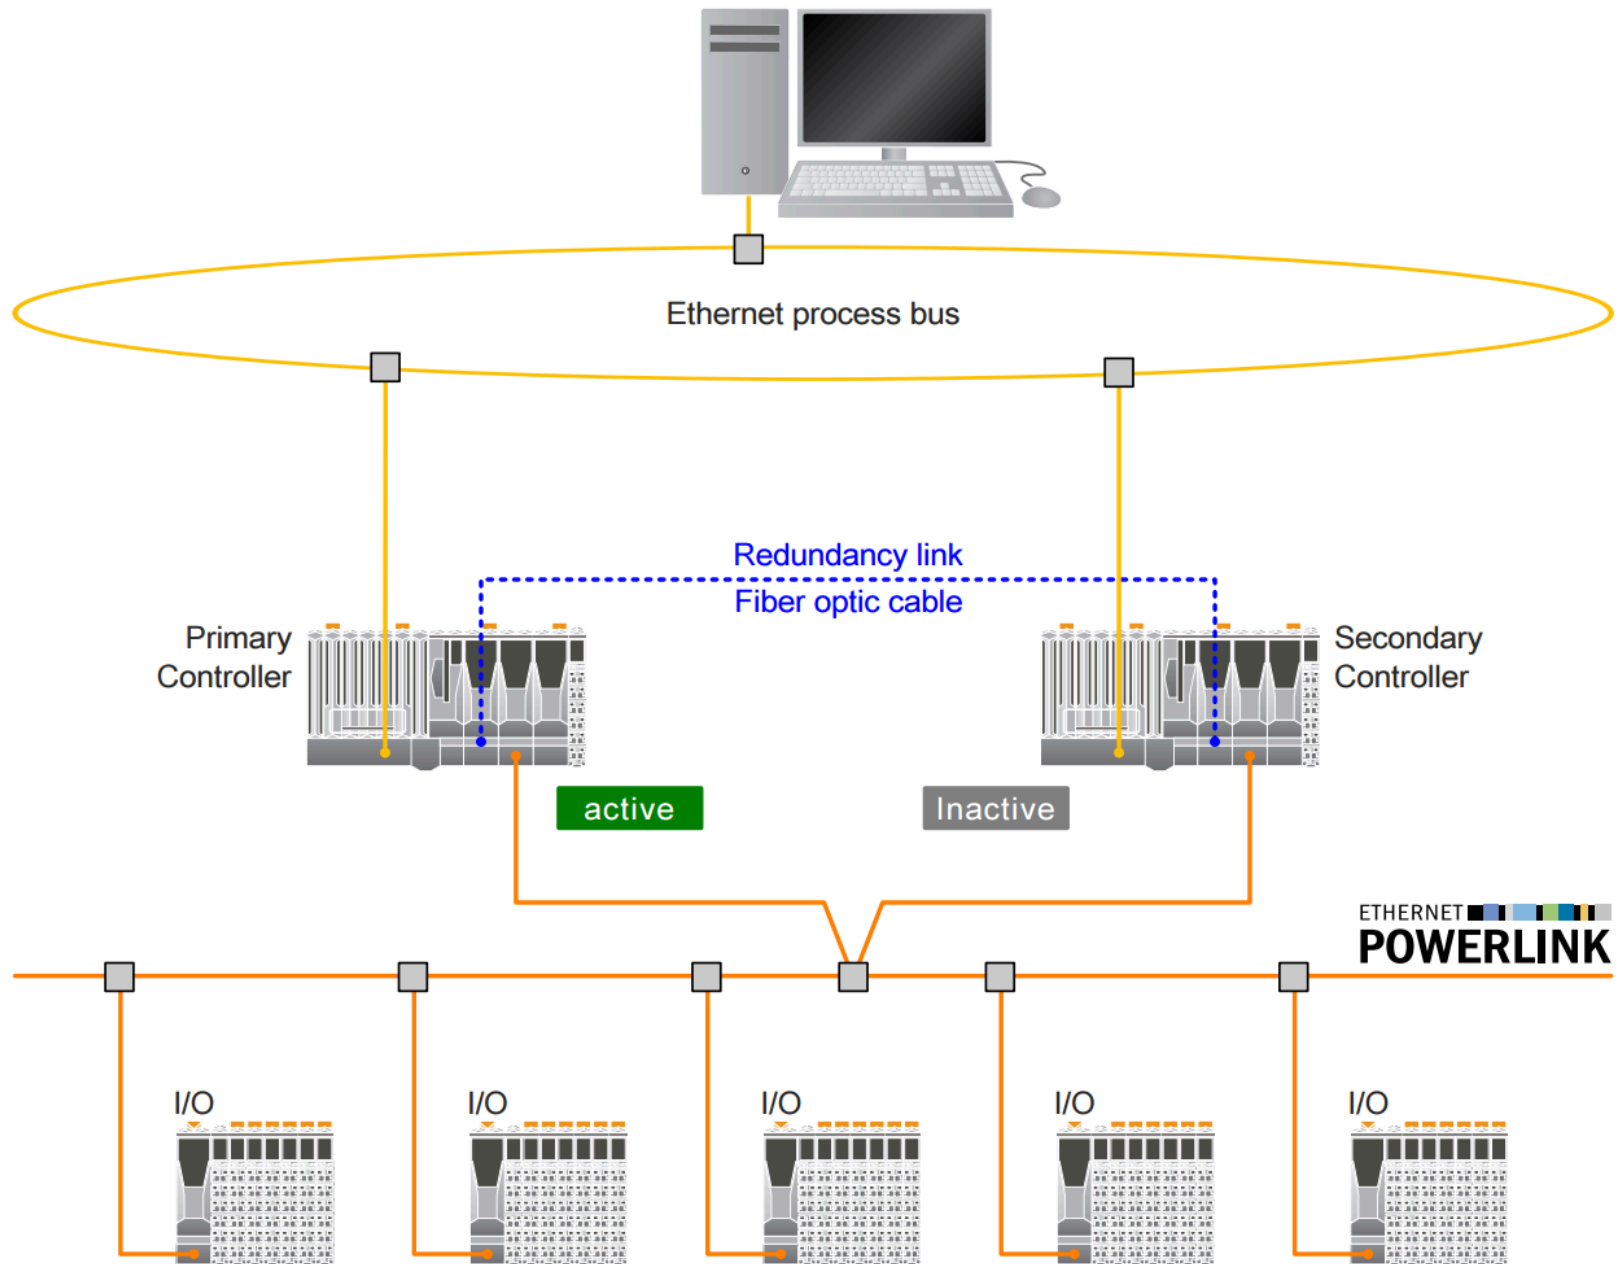 Ethernet process bus
Redundancy link
Fiber optic cable
Primary
Controller
Secondary
Controller
active
Inactive
ETHERNET
POWERLINK
I/O
I/O
I/O
I/O
I/O